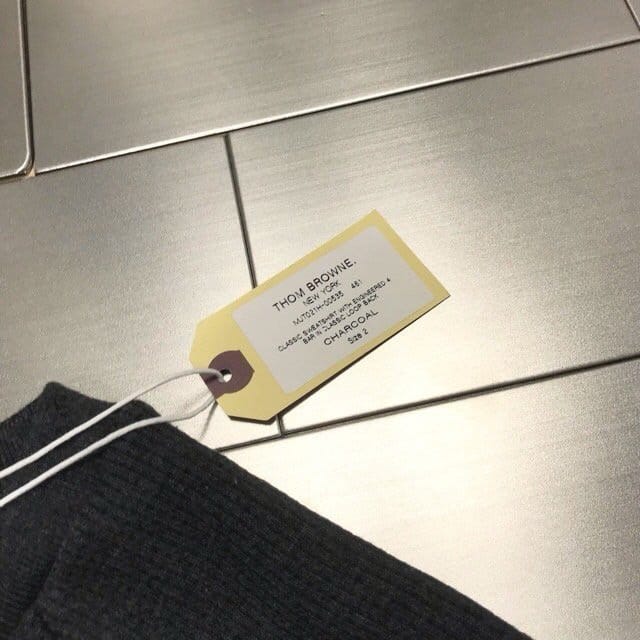 THOM BROWNE.
NEW YORK
MJT021H-00535 461
CLASSIC SWEATSHIRT WITH ENGINEERED 4
BAR IN CLASSIC LOOP BACK
CHARCOAL
Size 2